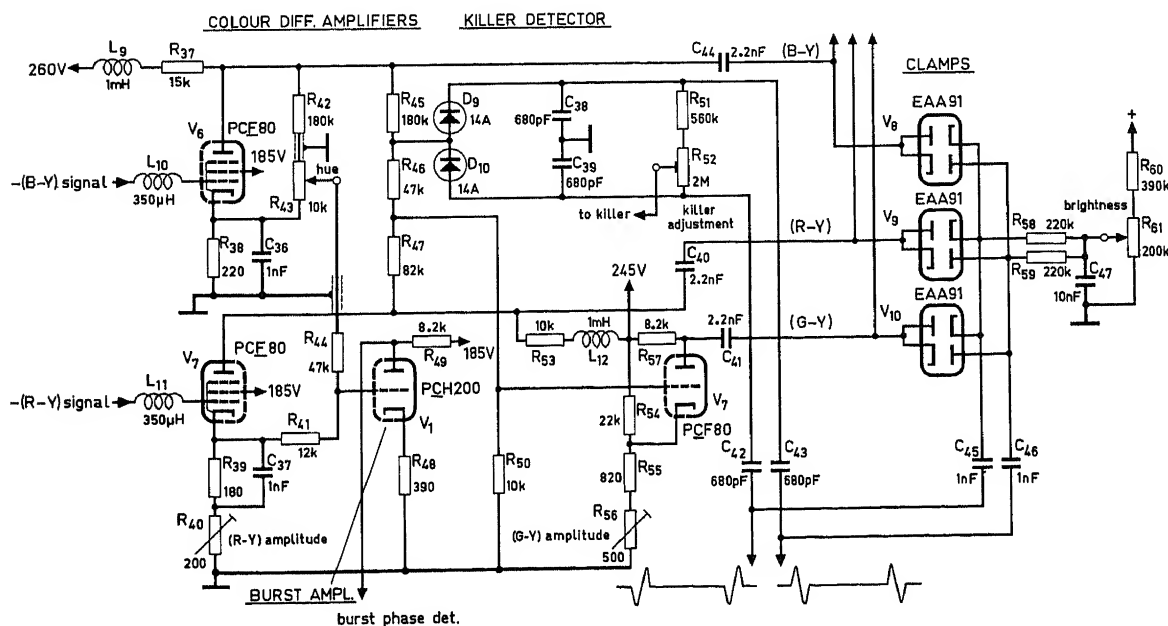 COLOUR DIFF. AMPLIFIERS
KILLER DETECTOR
CLAMPS
260V
L9
1mH
R37
15k
C44
2.2nF
(B-Y)
V6
PCF80
185V
R42
180k
hue
R43
10k
L10
350µH
-(B-Y) signal
R38
220
C36
1nF
R45
180k
R46
47k
R47
82k
D9
14A
D10
14A
C38
680pF
C39
680pF
R51
560k
R52
2M
to killer
killer
adjustment
C40
2.2nF
(R-Y)
V8
EAA91
V9
EAA91
V10
EAA91
R58
220k
R59
220k
brightness
C47
10nF
+
R60
390k
R61
200k
V7
PCF80
185V
L11
350µH
-(R-Y) signal
R44
47k
R41
12k
8.2k
R49
185V
PCH200
V1
R39
180
C37
1nF
R40
200
(R-Y) amplitude
R48
390
R50
10k
10k
R53
1mH
L12
245V
8.2k
R57
2.2nF
C41
(G-Y)
V7
PCF80
R54
22k
R55
820
R56
500
(G-Y) amplitude
C42
680pF
C43
680pF
C45
1nF
C46
1nF
BURST AMPL.
burst phase det.